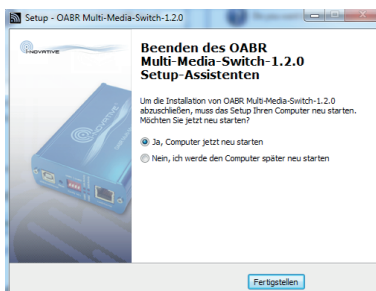 Setup - OABR Multi-Media-Switch-1.2.0
INNOVATIVE
Beenden des OABR
Multi-Media-Switch-1.2.0
Setup-Assistenten
Um die Installation von OABR Multi-Media-Switch-1.2.0
abzuschließen, muss das Setup Ihren Computer neu starten.
Möchten Sie jetzt neu starten?
Ja, Computer jetzt neu starten
Nein, ich werde den Computer später neu starten
Fertigstellen